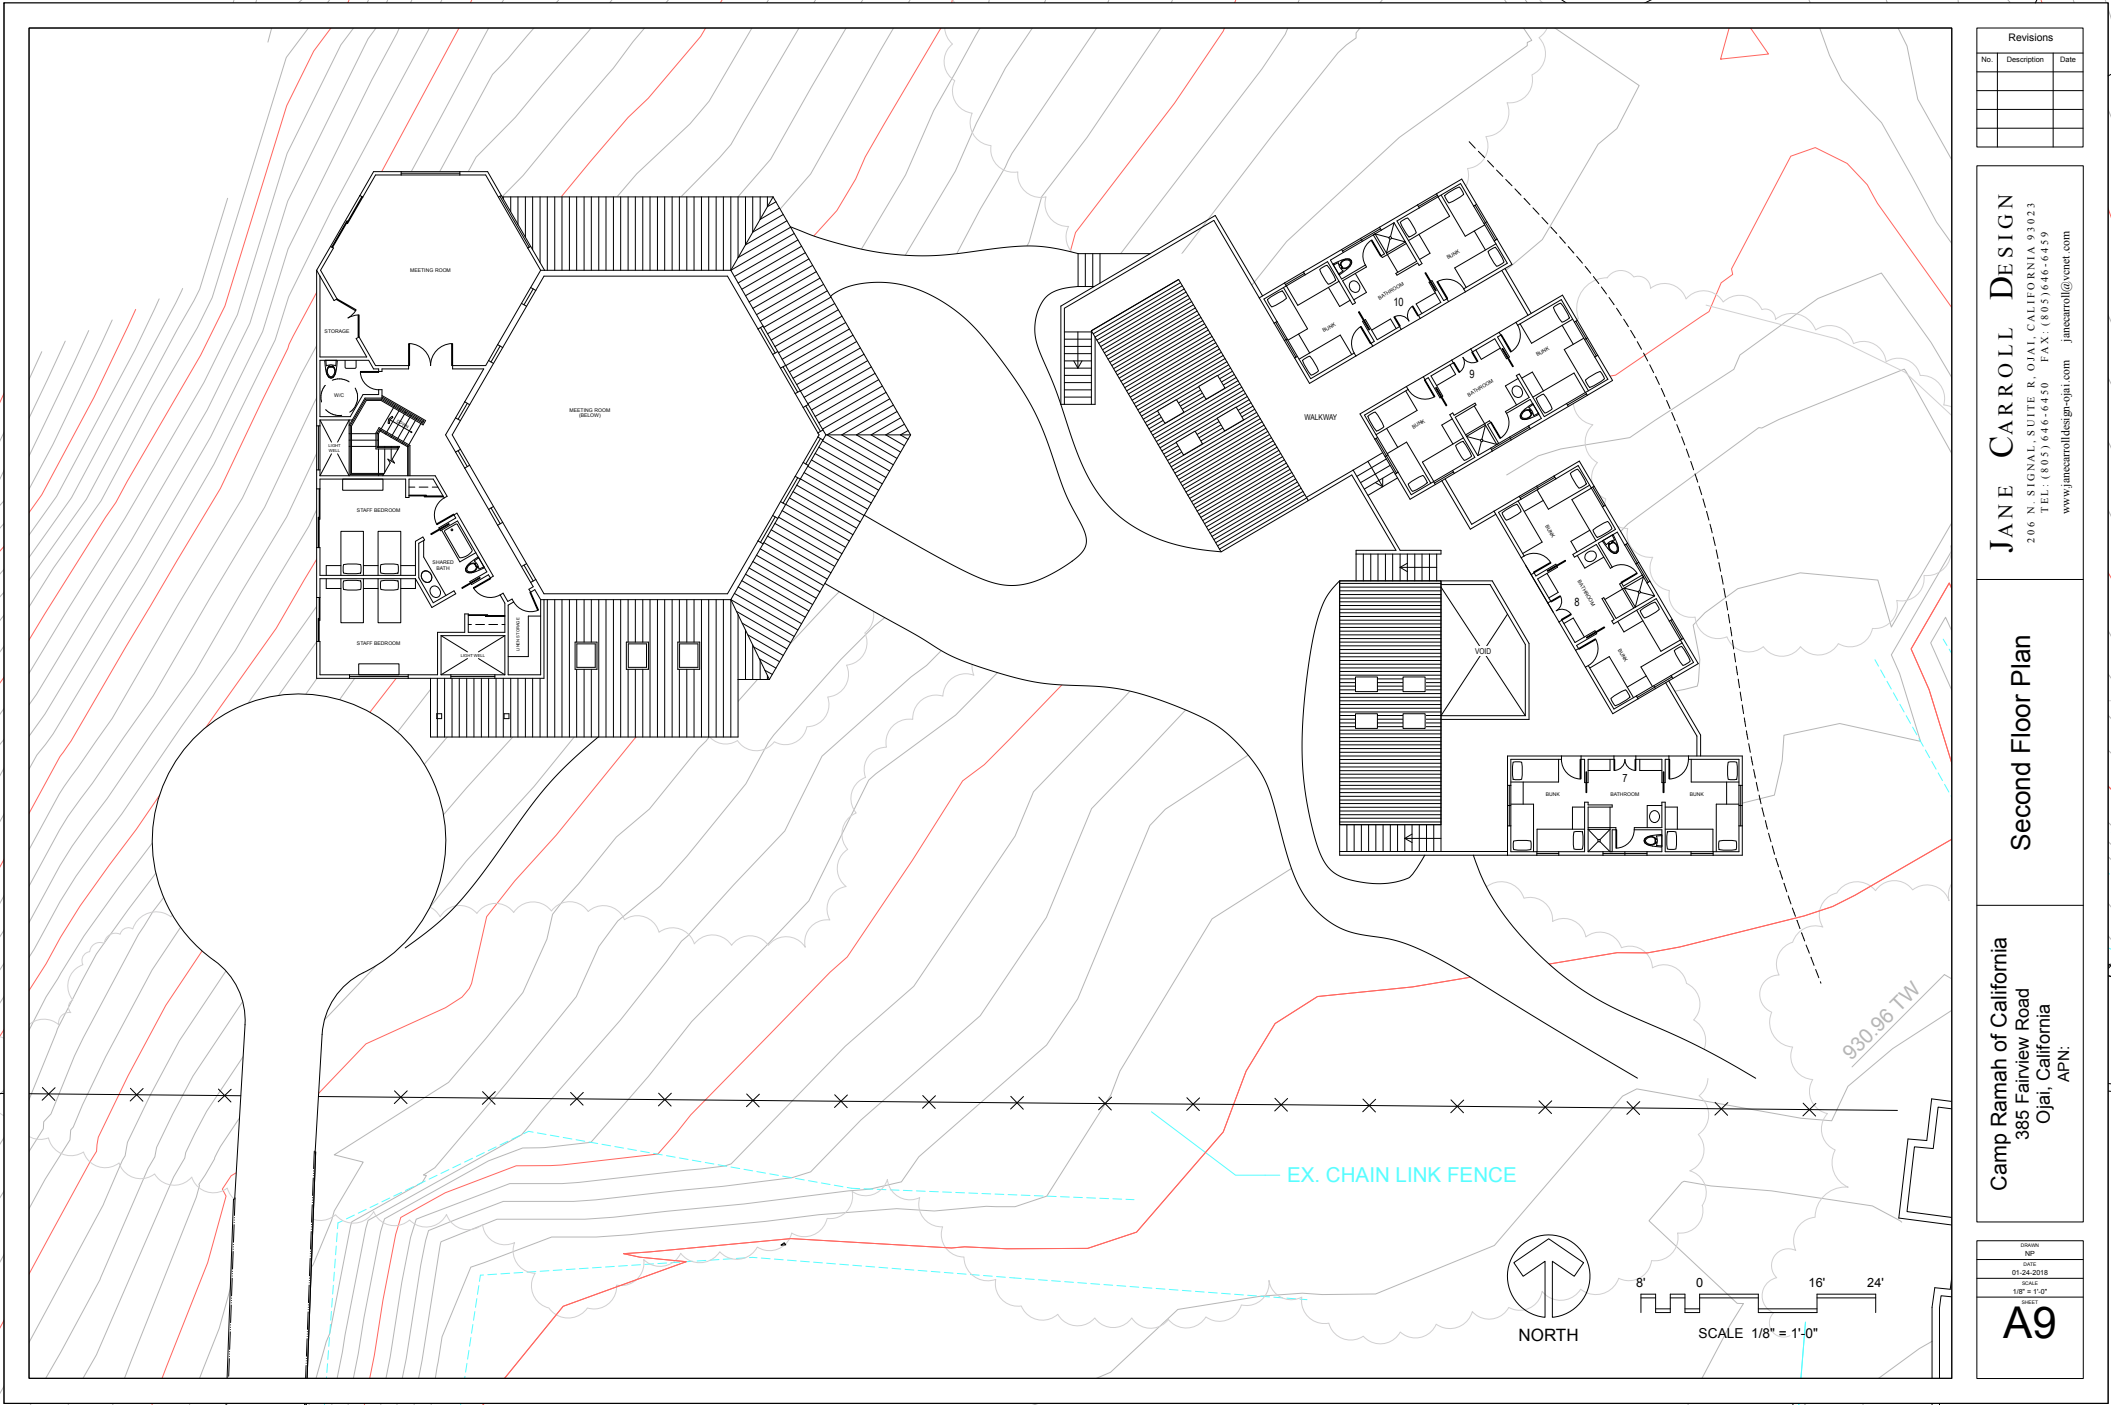 MEETING ROOM
STORAGE
W/C
LIGHT
WELL
MEETING ROOM
(BELOW)
STAFF BEDROOM
SHARED
BATH
STAFF BEDROOM
LIGHT WELL
LINEN STORAGE
WALKWAY
BUNK
BATHROOM
10
BUNK
BUNK
9
BATHROOM
BUNK
BUNK
BATHROOM
8
BUNK
VOID
7
BUNK
BATHROOM
BUNK
930.96 TW
EX. CHAIN LINK FENCE
NORTH
8' 0 16' 24'
SCALE 1/8" = 1'-0"
Revisions
No. Description Date
JANE CARROLL DESIGN
206 N. SIGNAL, SUITE R, OJAI, CALIFORNIA 93023
TEL: (805)646-6450 FAX: (805)646-6459
www.janecarrolldesign-ojai.com janecarroll@vcnet.com
Second Floor Plan
Camp Ramah of California
385 Fairview Road
Ojai, California
APN:
DRAWN
NP
DATE
01-24-2018
SCALE
1/8" = 1'-0"
SHEET
A9